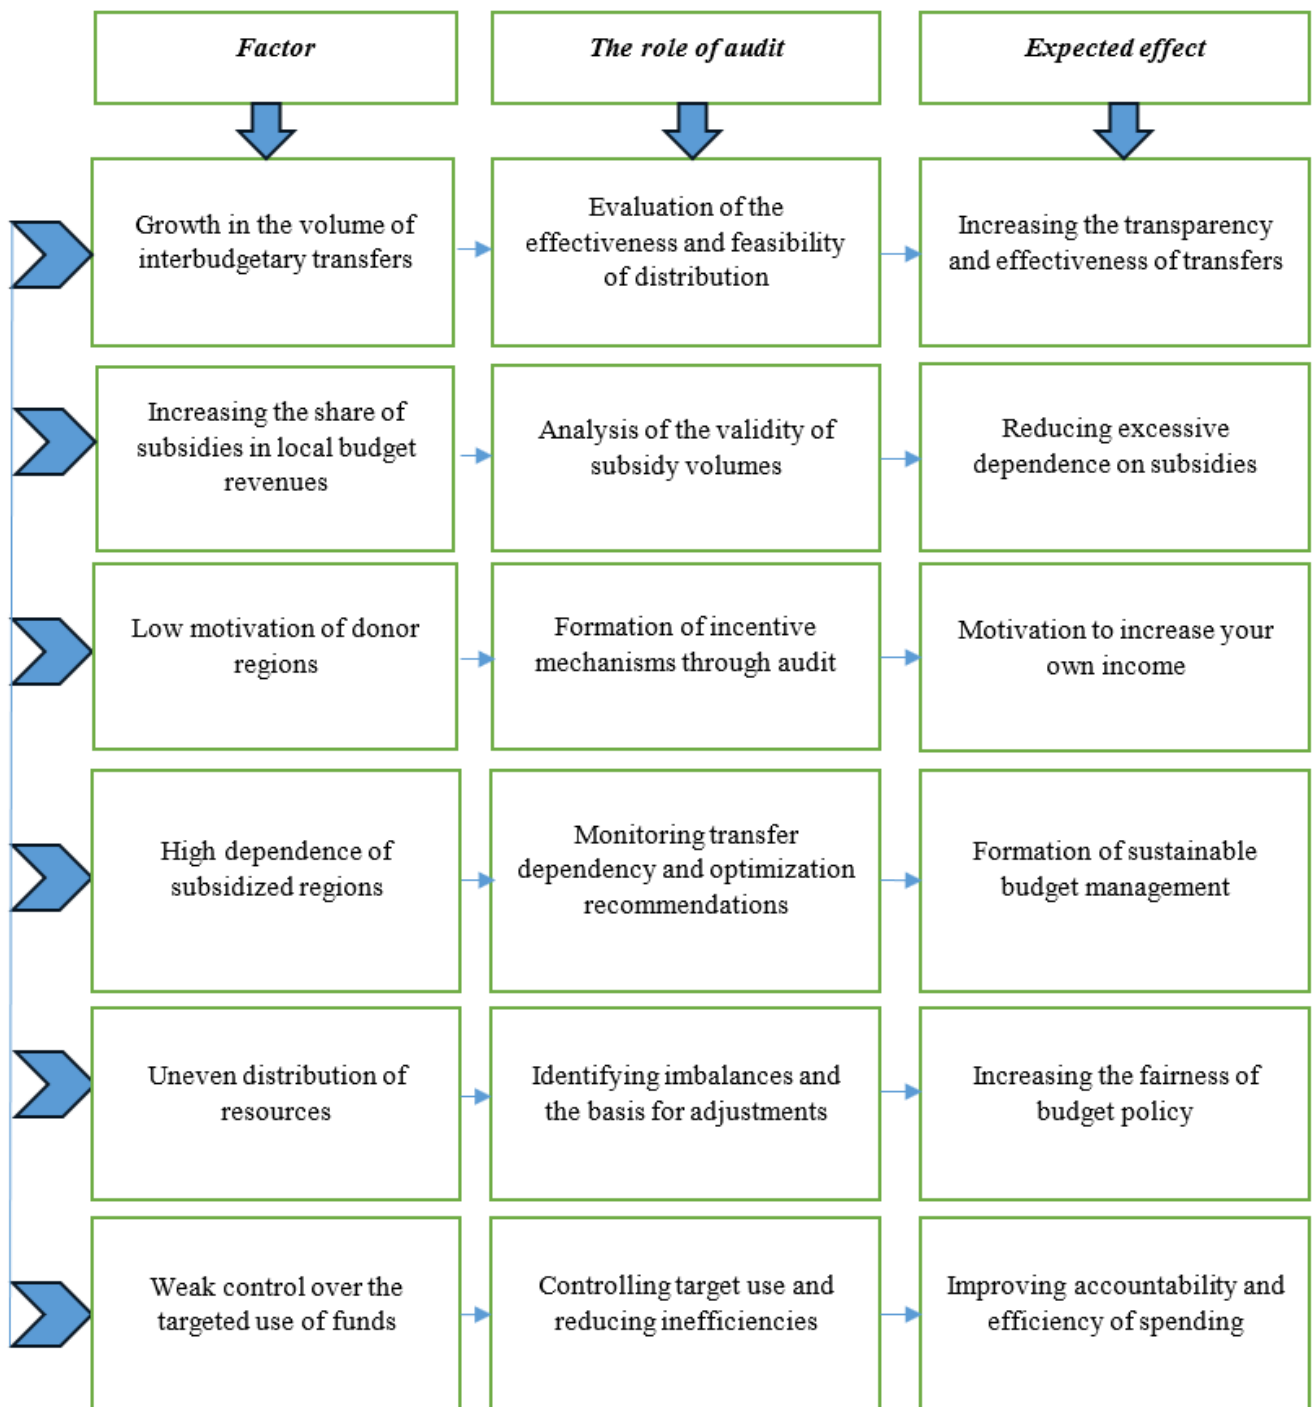 Factor
The role of audit
Expected effect
Growth in the volume of
interbudgetary transfers
Evaluation of the
effectiveness and feasibility
of distribution
Increasing the transparency
and effectiveness of transfers
Increasing the share of
subsidies in local budget
revenues
Analysis of the validity of
subsidy volumes
Reducing excessive
dependence on subsidies
Low motivation of donor
regions
Formation of incentive
mechanisms through audit
Motivation to increase your
own income
High dependence of
subsidized regions
Monitoring transfer
dependency and optimization
recommendations
Formation of sustainable
budget management
Uneven distribution of
resources
Identifying imbalances and
the basis for adjustments
Increasing the fairness of
budget policy
Weak control over the
targeted use of funds
Controlling target use and
reducing inefficiencies
Improving accountability and
efficiency of spending